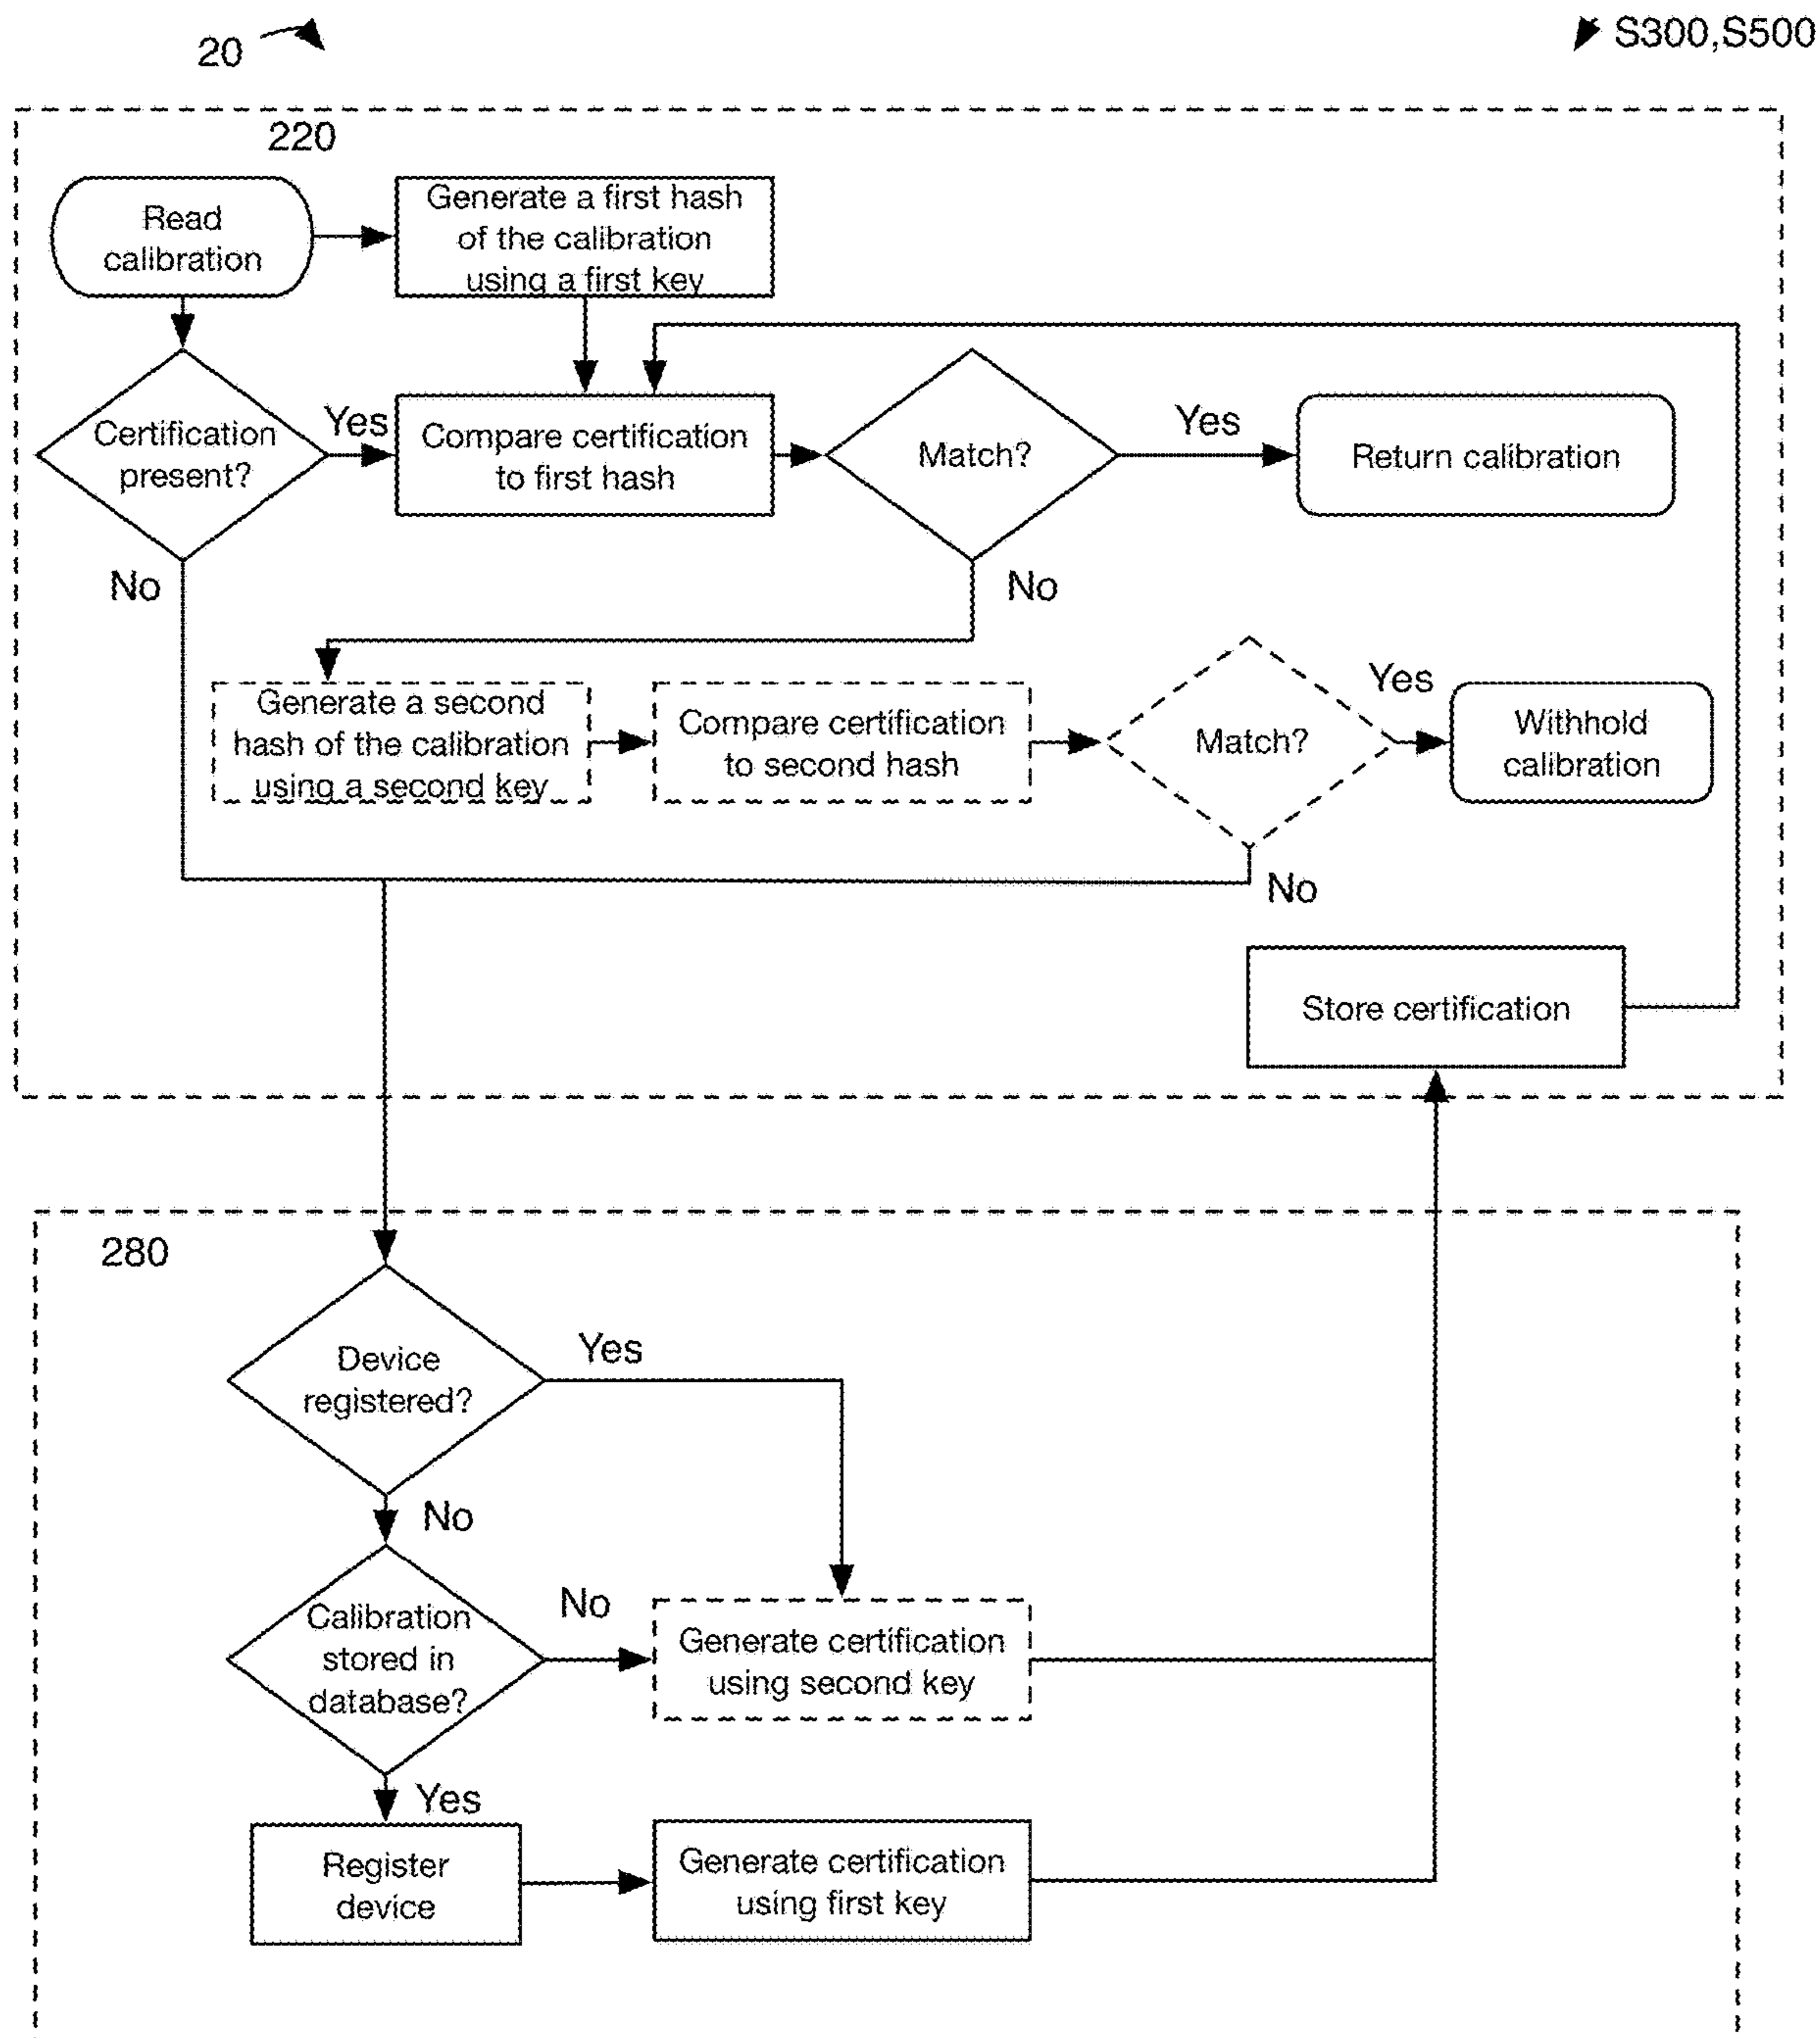 20
S300,S500
220
Read
calibration
Generate a first hash
of the calibration
using a first key
Certification
present?
Yes
Compare certification
to first hash
Match?
Yes
Return calibration
No
No
Generate a second
hash of the calibration
using a second key
Compare certification
to second hash
Match?
Yes
Withhold
calibration
No
Store certification
280
Device
registered?
Yes
No
Calibration
stored in
database?
No
Generate certification
using second key
Yes
Register
device
Generate certification
using first key